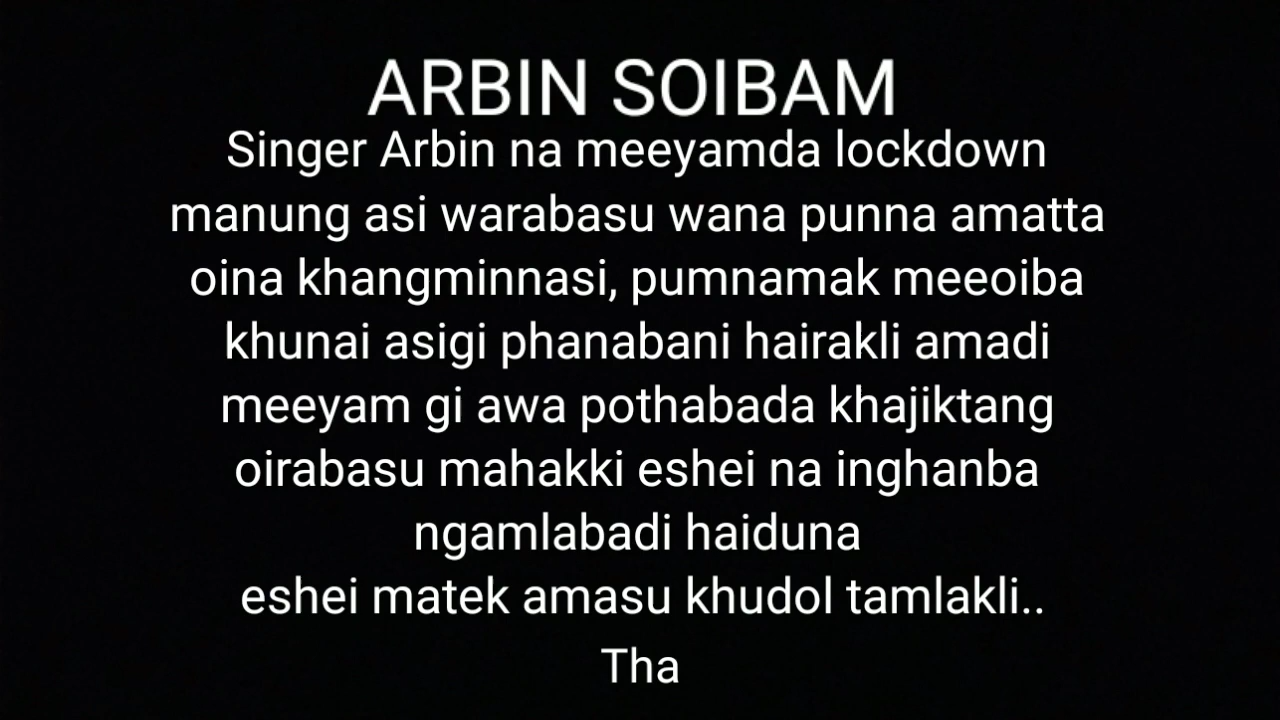 ARBIN SOIBAM
Singer Arbin na meeyamda lockdown
manung asi warabasu wana punna amatta
oina khangminnasi, pumnamak meeoiba
khunai asigi phanabani hairakli amadi
meeyam gi awa pothabada khajiktang
oirabasu mahakki eshei na inghanba
ngamlabadi haiduna
eshei matek amasu khudol tamlakli..
Tha